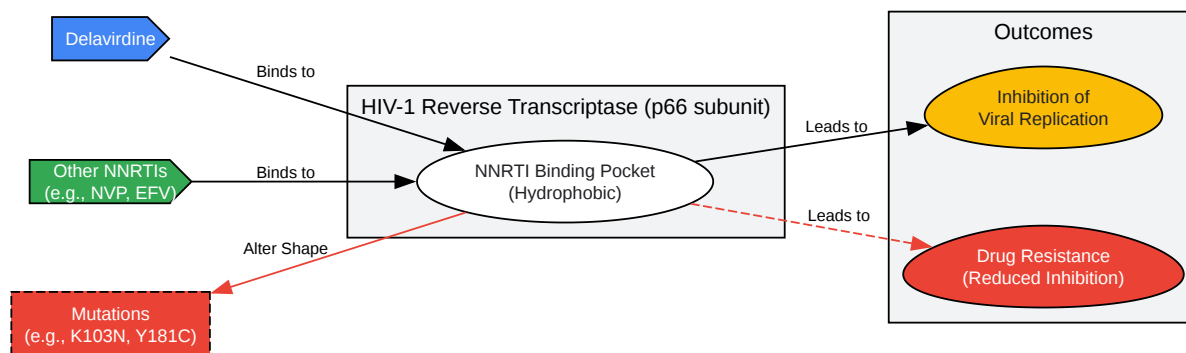 Delavirdine
Binds to
Other NNRTIs
(e.g., NVP, EFV)
Binds to
HIV-1 Reverse Transcriptase (p66 subunit)
NNRTI Binding Pocket
(Hydrophobic)
Alter Shape
Mutations
(e.g., K103N, Y181C)
Leads to
Leads to
Outcomes
Inhibition of
Viral Replication
Drug Resistance
(Reduced Inhibition)